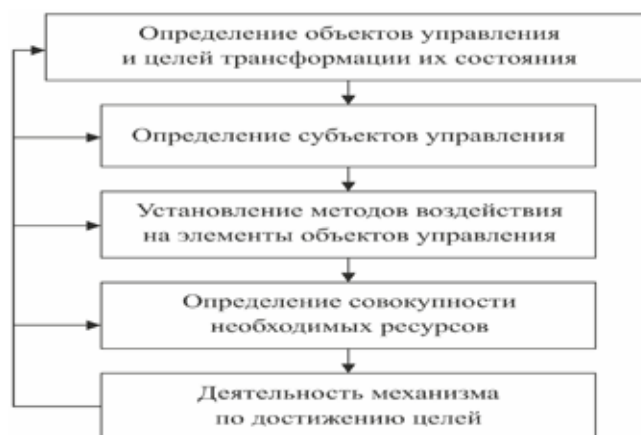 Определение объектов управления
и целей трансформации их состояния
Определение субъектов управления
Установление методов воздействия
на элементы объектов управления
Определение совокупности
необходимых ресурсов
Деятельность механизма
по достижению целей